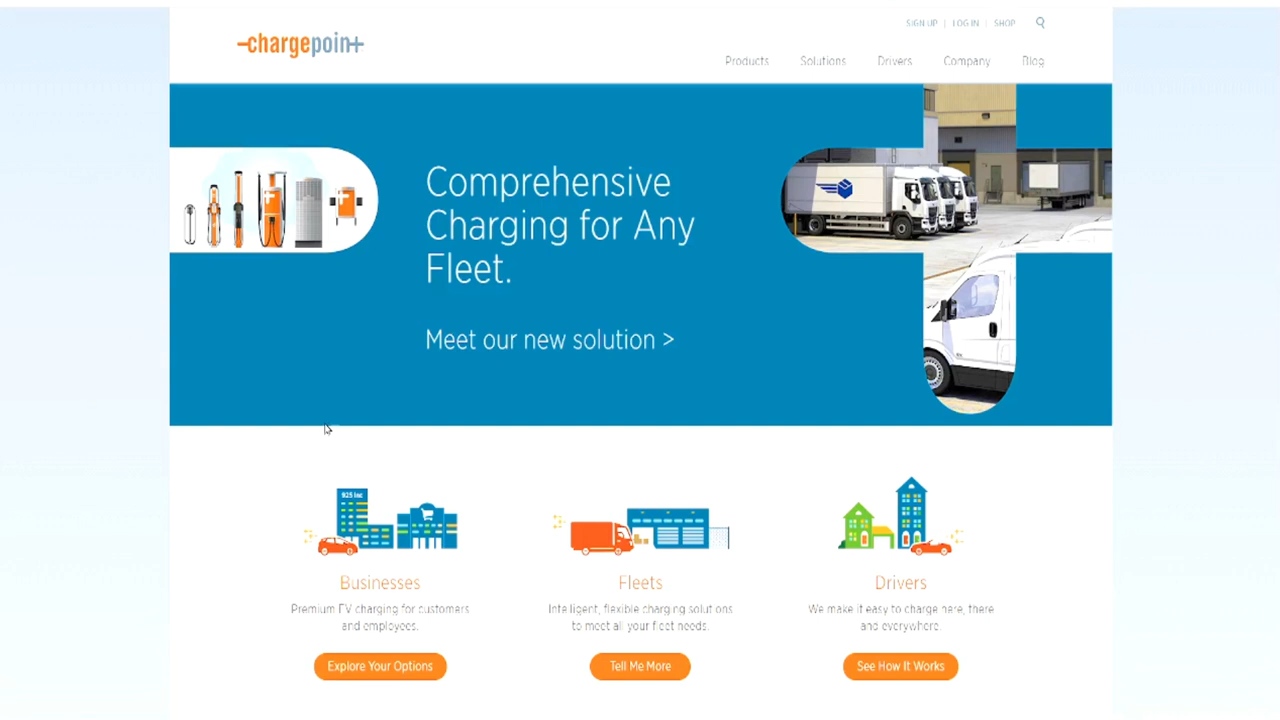 SIGN UP | LOG IN | SHOP
chargepoint
Products Solutions Drivers Company Blog
Comprehensive
Charging for Any
Fleet.
Meet our new solution >
925 Inc
Businesses
Premium EV charging for customers
and employees.
Explore Your Options
Fleets
Intelligent, flexible charging solutions
to meet all your fleet needs.
Tell Me More
Drivers
We make it easy to charge here, there
and everywhere.
See How It Works